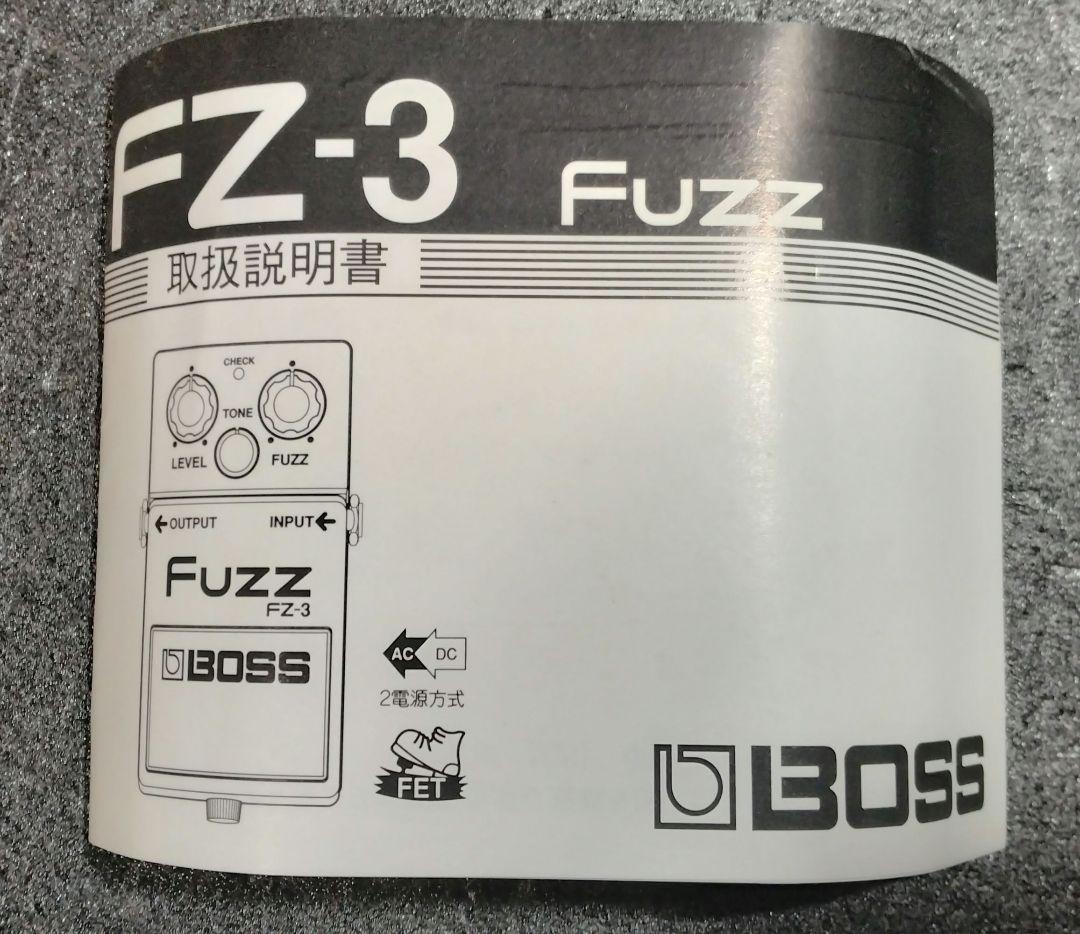 FZ-3 Fuzz
取扱説明書
CHECK
TONE
LEVEL FUZZ
←OUTPUT INPUT←
Fuzz
FZ-3
BOSS
AC DC
2電源方式
FET
BOSS